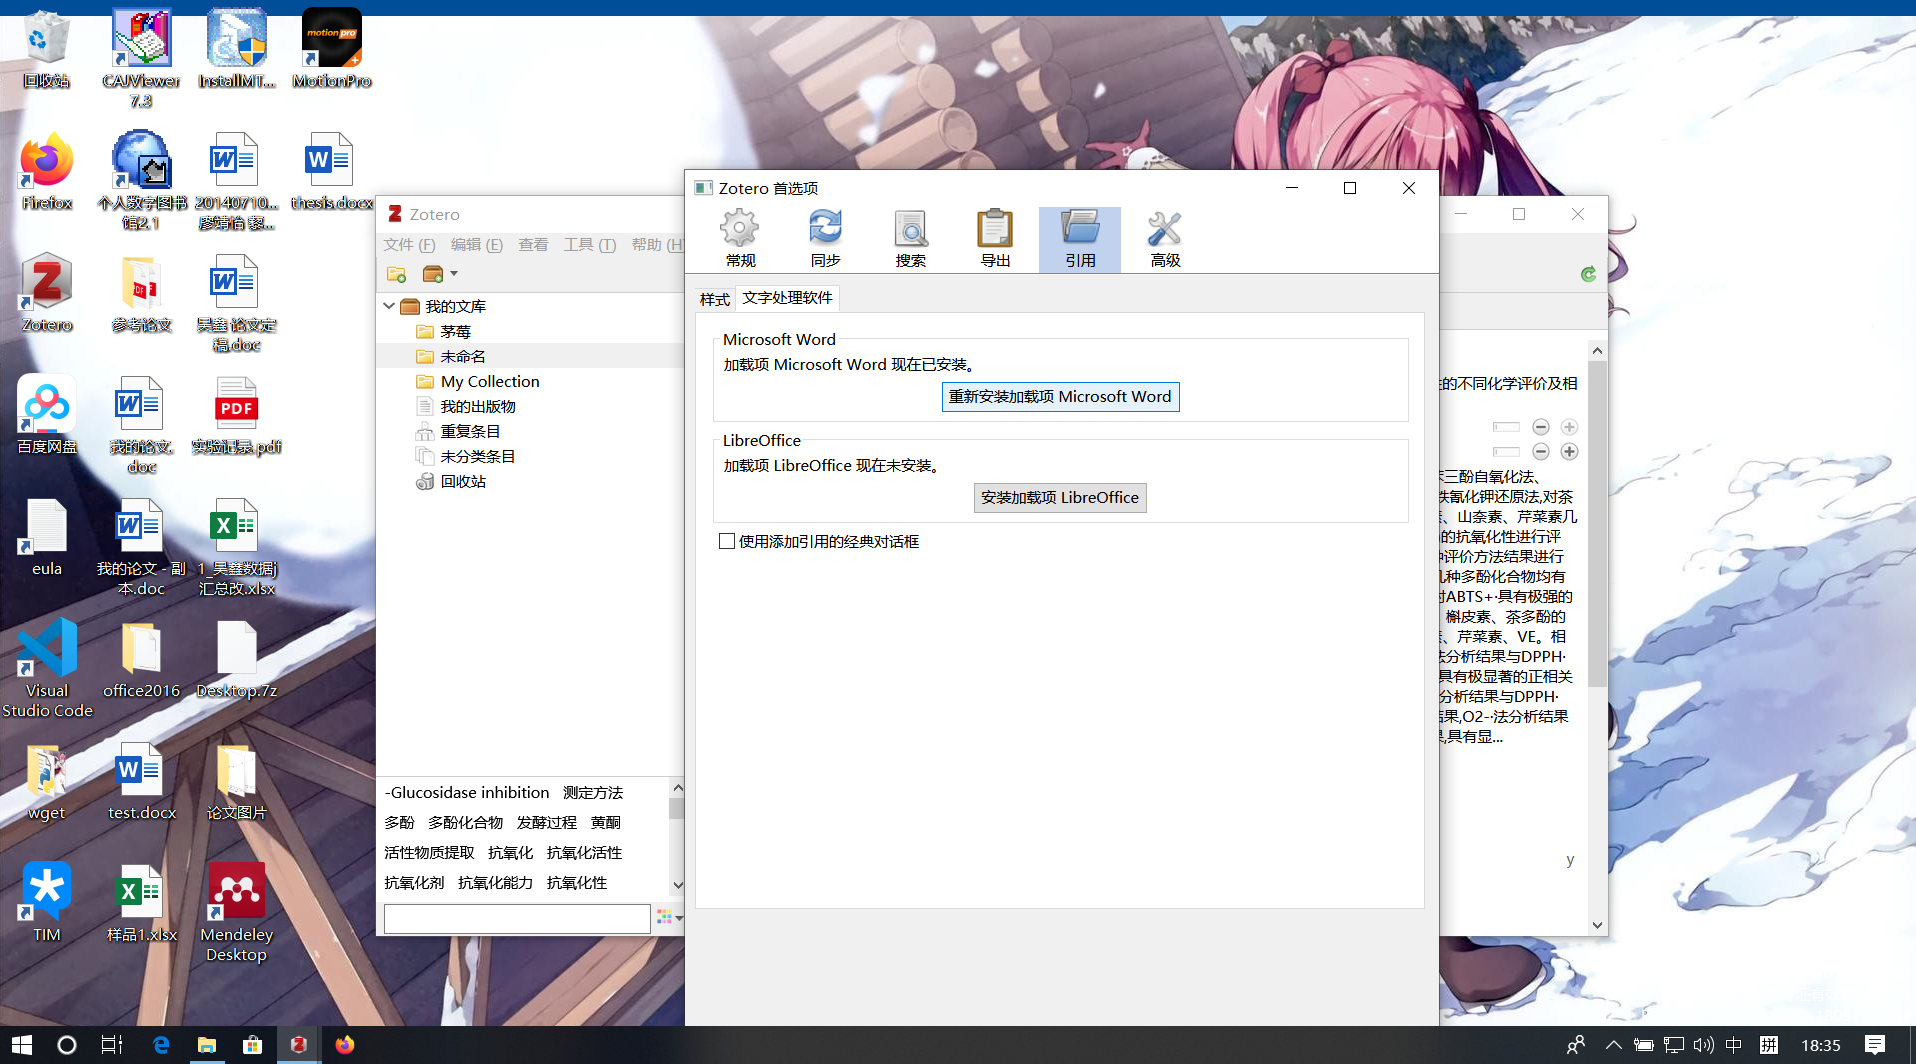 回收站
CAJViewer
7.3
InstallMT...
MotionPro
motion pro
Firefox
个人数字图书
馆2.1
20140710...
廖婧怡 黎...
thesis.docx
Zotero
参考论文
昊鑫 论文定
稿.doc
百度网盘
我的论文.
doc
实验记录.pdf
PDF
eula
我的论文 - 副
本.doc
1_昊鑫数据j
汇总改.xlsx
Visual
Studio Code
office2016
Desktop.7z
wget
test.docx
论文图片
TIM
样品1.xlsx
Mendeley
Desktop
Zotero
文件 (F) 编辑 (E) 查看 工具 (T) 帮助 (H
我的文库
茅莓
未命名
My Collection
我的出版物
重复条目
未分类条目
回收站
-Glucosidase inhibition 测定方法
多酚 多酚化合物 发酵过程 黄酮
活性物质提取 抗氧化 抗氧化活性
抗氧化剂 抗氧化能力 抗氧化性
Zotero 首选项
常规 同步 搜索 导出 引用 高级
样式 文字处理软件
Microsoft Word
加载项 Microsoft Word 现在已安装。
重新安装加载项 Microsoft Word
LibreOffice
加载项 LibreOffice 现在未安装。
安装加载项 LibreOffice
使用添加引用的经典对话框
的不同化学评价及相
三酚自氧化法、
铁氰化钾还原法,对茶
、山奈素、芹菜素几
的抗氧化性进行评
评价方法结果进行
几种多酚化合物均有
对ABTS+·具有极强的
槲皮素、茶多酚的
、芹菜素、VE。相
法分析结果与DPPH·
具有极显著的正相关
分析结果与DPPH·
结果,O2-·法分析结果
,具有显...
y
中
拼
18:35